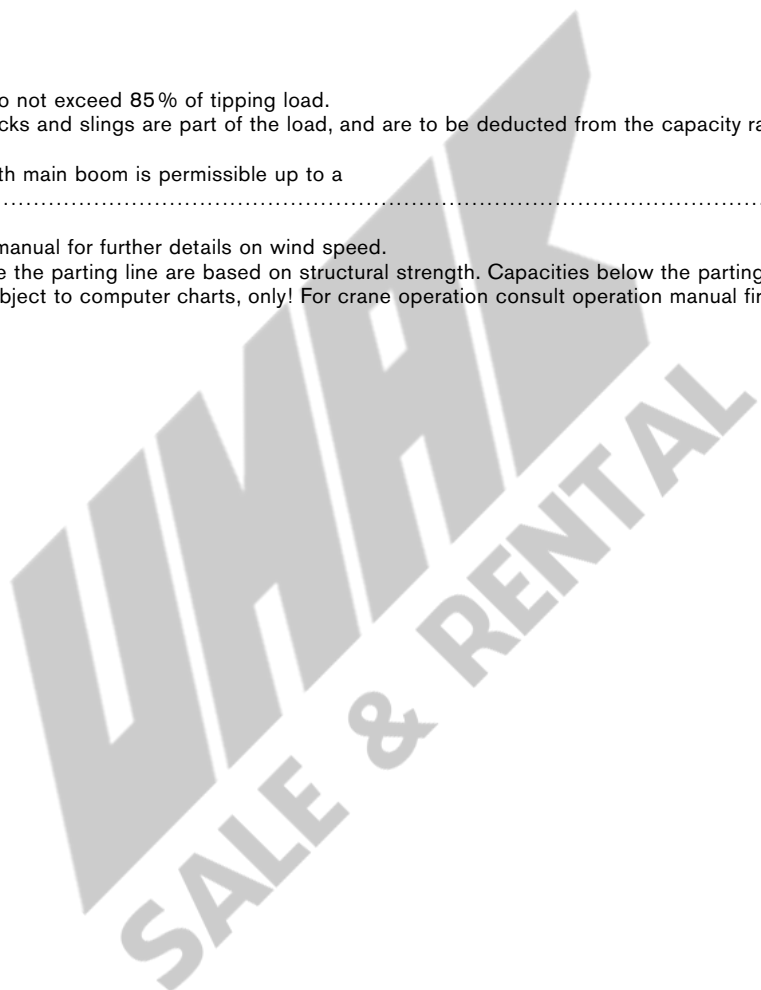 o not exceed 85 % of tipping load.
cks and slings are part of the load, and are to be deducted from the capacity ra
th main boom is permissible up to a
....................................................................................................
manual for further details on wind speed.
e the parting line are based on structural strength. Capacities below the parting
bject to computer charts, only! For crane operation consult operation manual fir
UMAK
SALE & RENTAL